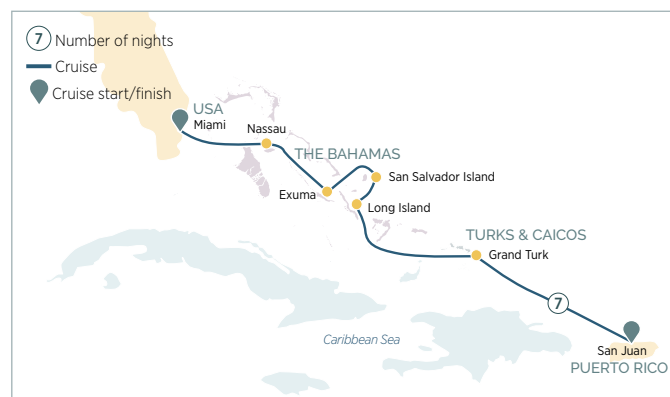 7 Number of nights
Cruise
Cruise start/finish
USA
Miami
Nassau
THE BAHAMAS
San Salvador Island
Exuma
Long Island
TURKS & CAICOS
Grand Turk
7
Caribbean Sea
San Juan
PUERTO RICO